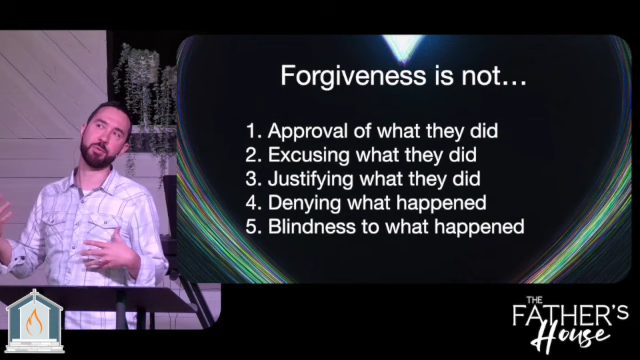 Forgiveness is not...
1. Approval of what they did
2. Excusing what they did
3. Justifying what they did
4. Denying what happened
5. Blindness to what happened
THE
FATHER'S
House